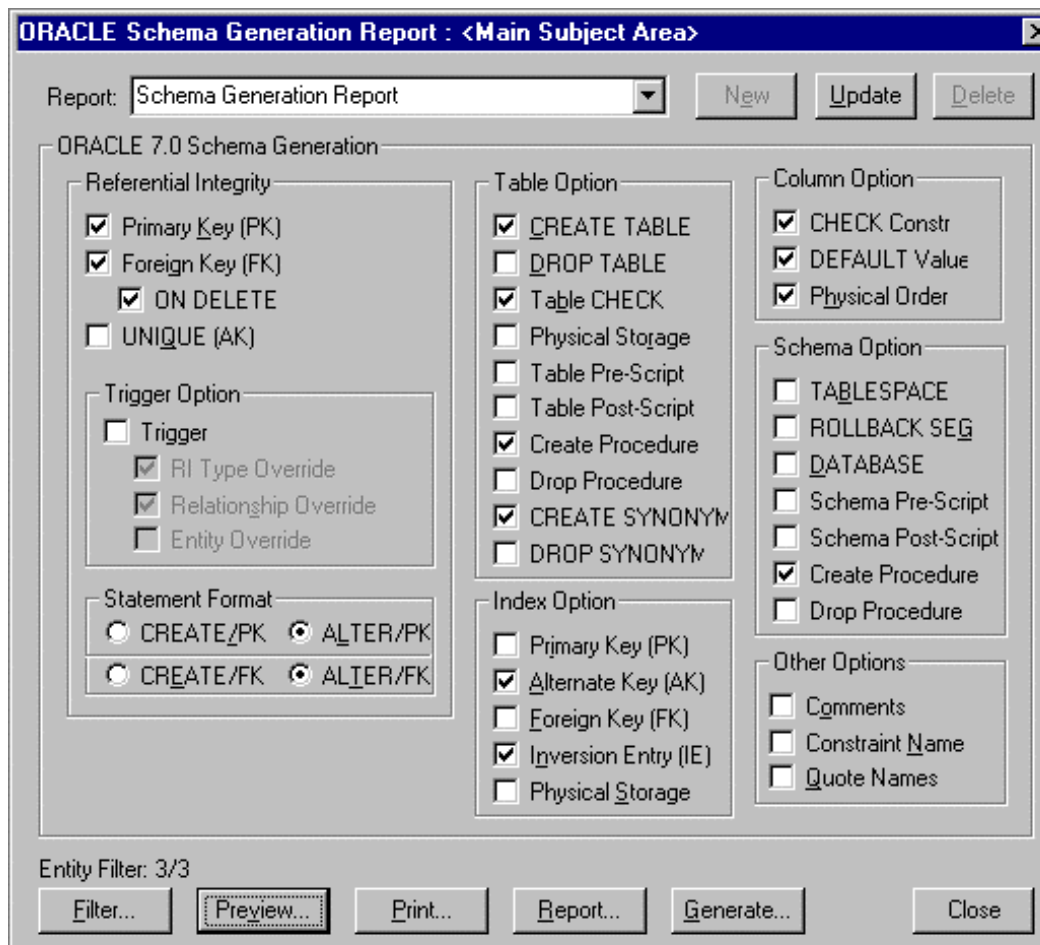 ORACLE Schema Generation Report : <Main Subject Area>
Report: Schema Generation Report New Update Delete
ORACLE 7.0 Schema Generation
Referential Integrity
Primary Key (PK)
Foreign Key (FK)
ON DELETE
UNIQUE (AK)
Trigger Option
Trigger
RI Type Override
Relationship Override
Entity Override
Statement Format
CREATE/PK ALTER/PK
CREATE/FK ALTER/FK
Table Option
CREATE TABLE
DROP TABLE
Table CHECK
Physical Storage
Table Pre-Script
Table Post-Script
Create Procedure
Drop Procedure
CREATE SYNONYM
DROP SYNONYM
Index Option
Primary Key (PK)
Alternate Key (AK)
Foreign Key (FK)
Inversion Entry (IE)
Physical Storage
Column Option
CHECK Constr
DEFAULT Value
Physical Order
Schema Option
TABLESPACE
ROLLBACK SEG
DATABASE
Schema Pre-Script
Schema Post-Script
Create Procedure
Drop Procedure
Other Options
Comments
Constraint Name
Quote Names
Entity Filter: 3/3
Filter... Preview... Print... Report... Generate... Close